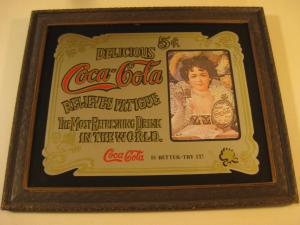 DELICIOUS 5¢
Coca-Cola
RELIEVES FATIGUE
THE MOST REFRESHING DRINK
IN THE WORLD.
Coca-Cola IS BETTER-TRY IT!